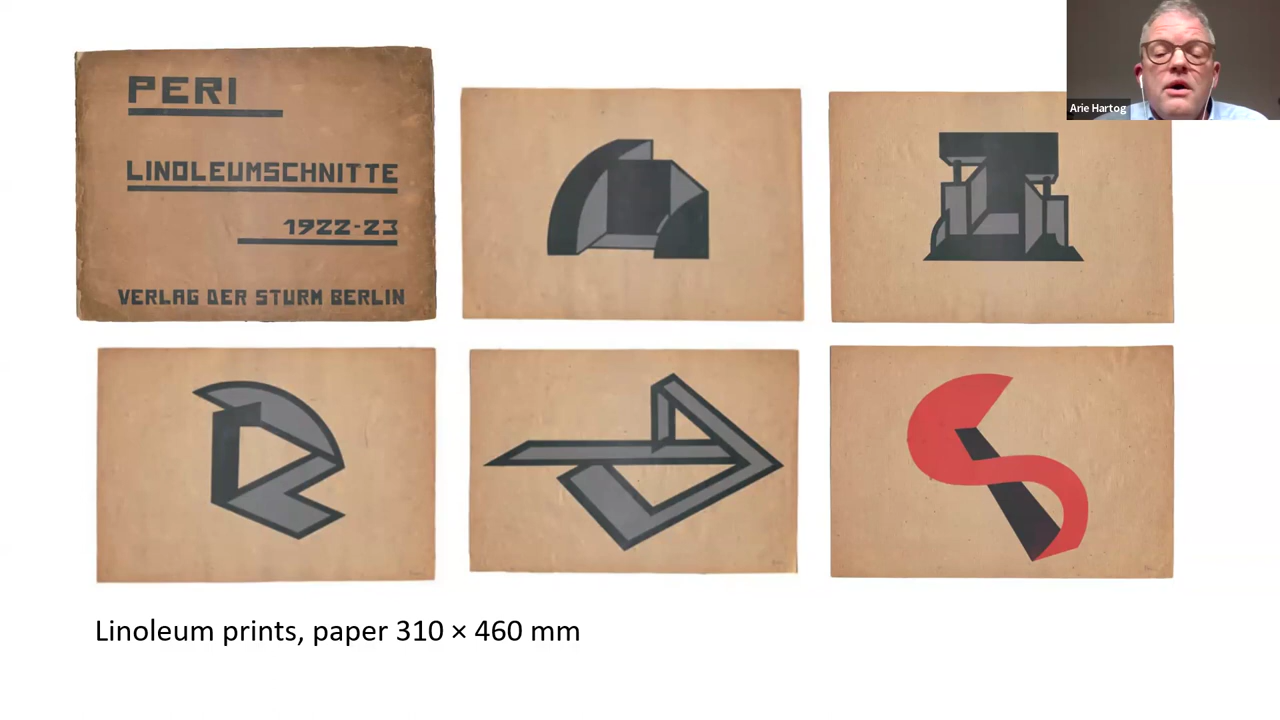 PERI
LINOLEUMSCHNITTE
1922-23
VERLAG DER STURM BERLIN
Arie Hartog
Linoleum prints, paper 310 × 460 mm